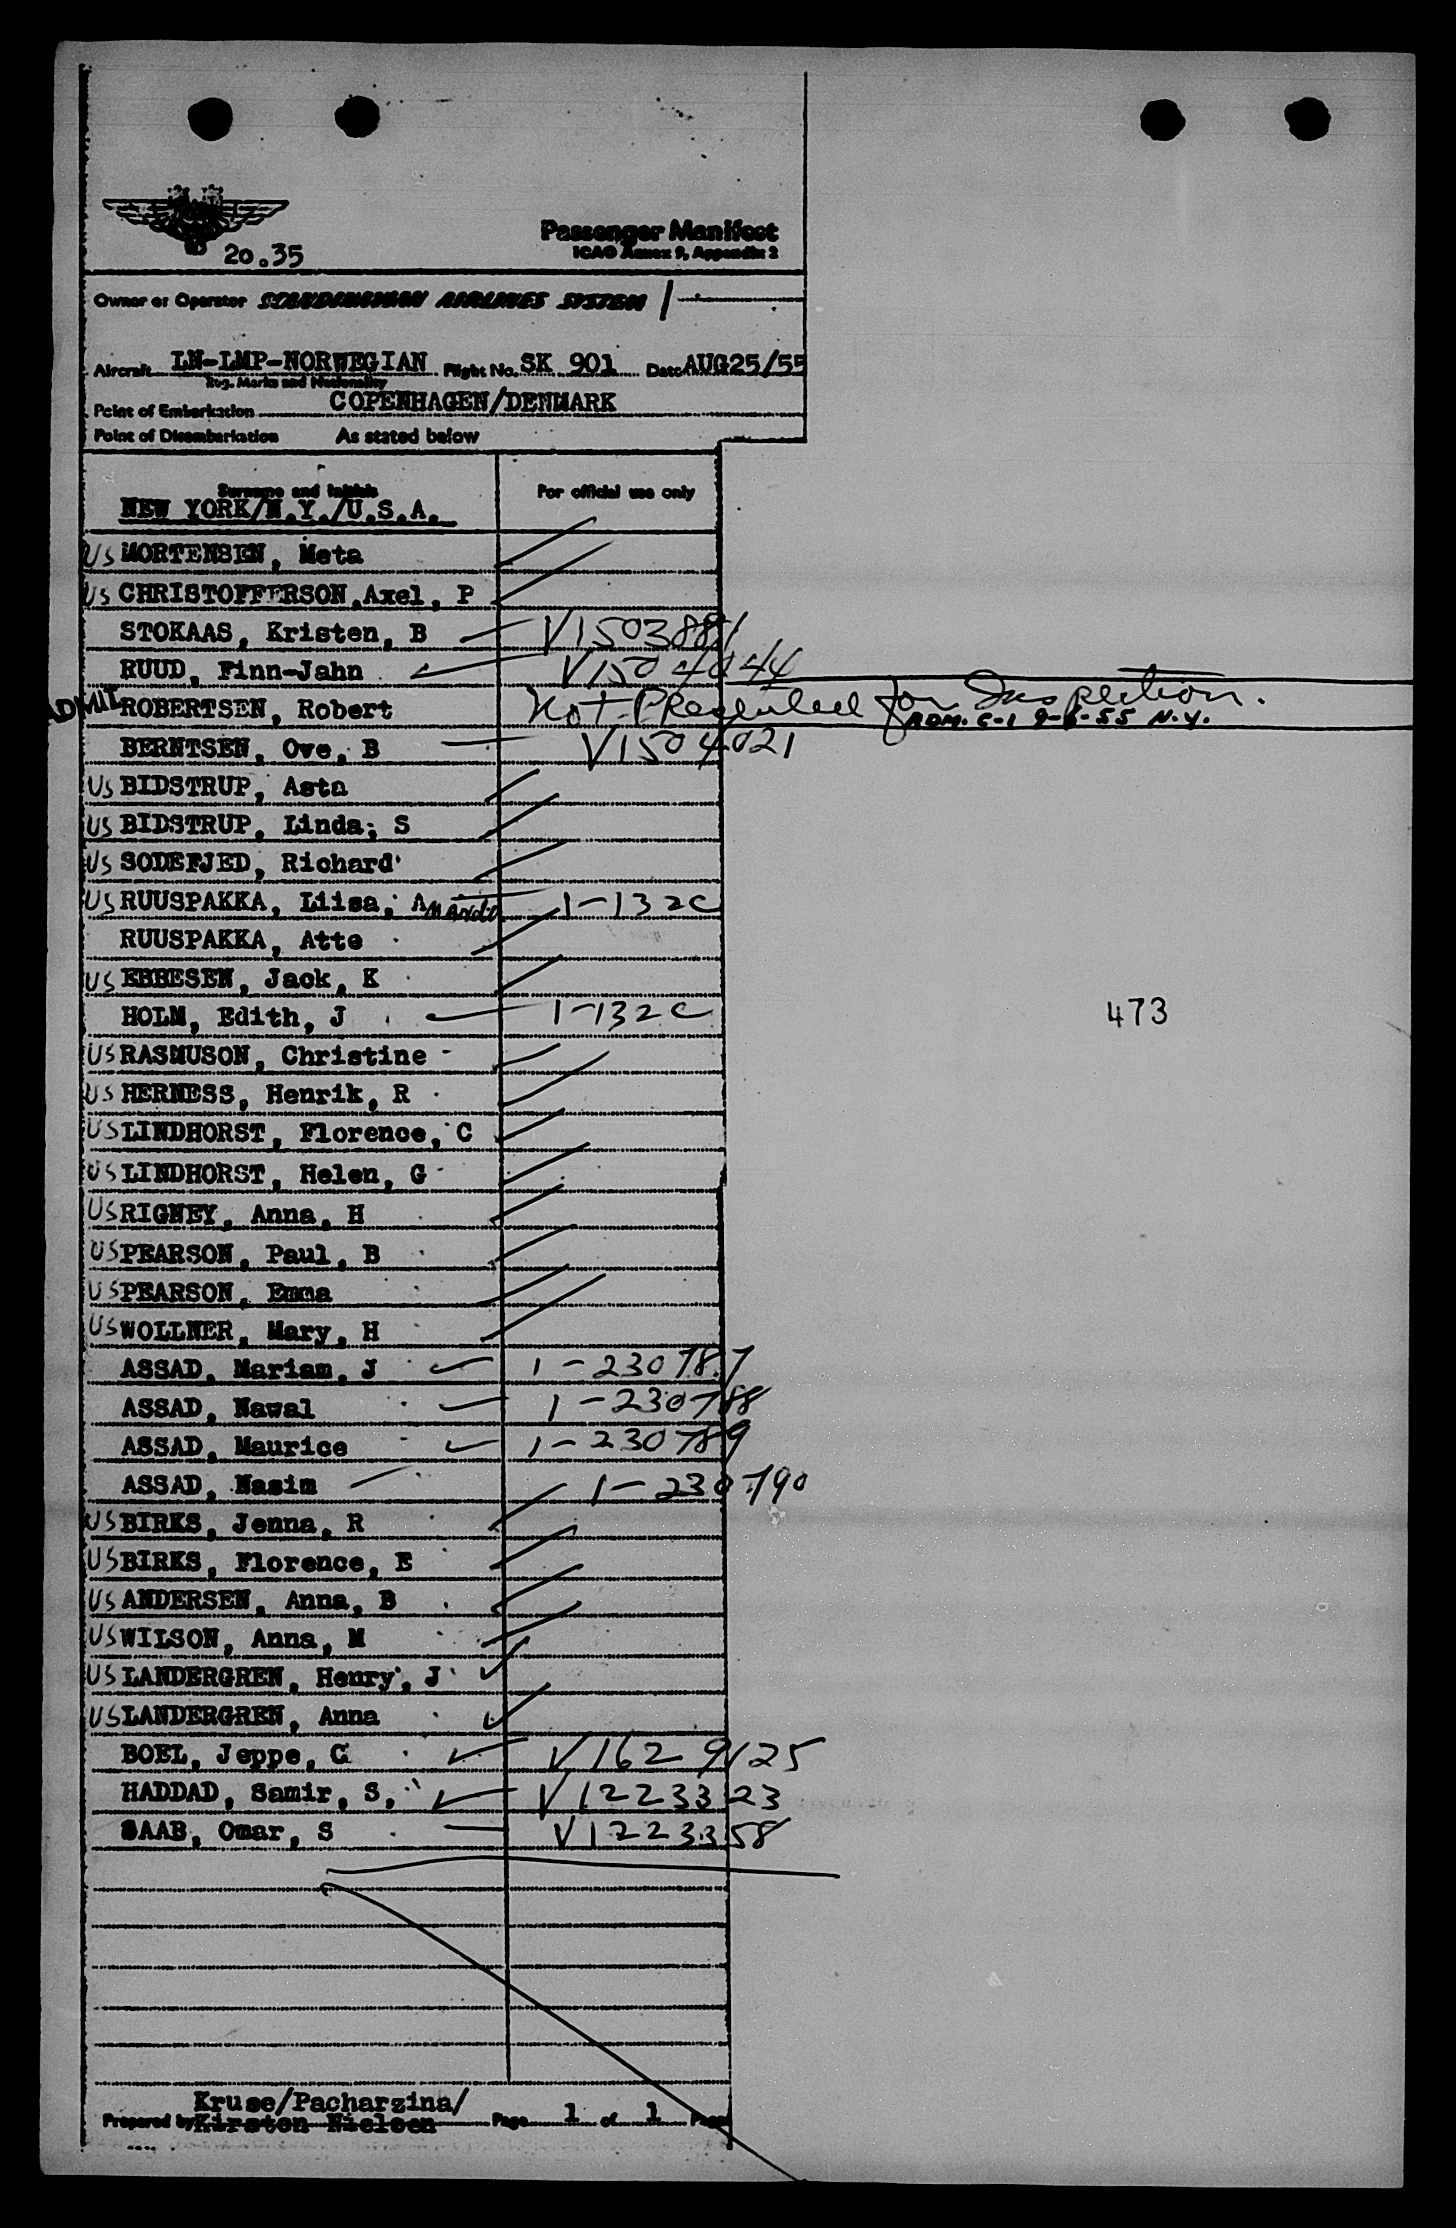 20.35
Passenger Manifest
ICAO Annex 9, Appendix 2
Owner or Operator SCANDINAVIAN AIRLINES SYSTEM
Aircraft LN-LMP-NORWEGIAN Flight No. SK 901 Date AUG25/55
Reg. Marks and Nationality
Point of Embarkation COPENHAGEN/DENMARK
Point of Disembarkation As stated below
Surname and Initials For official use only
NEW YORK/N.Y./U.S.A.
US MORTENSEN, Meta
US CHRISTOFFERSON, Axel, P
STOKAAS, Kristen, B V1503881
RUUD, Finn-Jahn V1504044
ADMIT ROBERTSEN, Robert Not Presented for Inspection.
ADM. C-1 9-6-55 N.Y.
BERNTSEN, Ove, B V1504021
US BIDSTRUP, Asta
US BIDSTRUP, Linda, S
US SODEFJED, Richard
US RUUSPAKKA, Liisa, Amanda 1-132C
RUUSPAKKA, Atte
US EBBESEN, Jack, K
HOLM, Edith, J 1-132C
US RASMUSON, Christine
US HERNESS, Henrik, R
US LINDHORST, Florence, C
US LINDHORST, Helen, G
US RIGNEY, Anna, H
US PEARSON, Paul, B
US PEARSON, Emma
US WOLLNER, Mary, H
ASSAD, Mariam, J 1-230787
ASSAD, Nawal 1-230788
ASSAD, Maurice 1-230789
ASSAD, Nasim 1-230790
US BIRKS, Jenna, R
US BIRKS, Florence, E
US ANDERSEN, Anna, B
US WILSON, Anna, M
US LANDERGREN, Henry, J
US LANDERGREN, Anna
BOEL, Jeppe, C V1629125
HADDAD, Samir, S, V1223323
SAAB, Omar, S V1223358
473
Kruse/Pacharzina/
Prepared by Kirsten Nielsen Page 1 of 1 Pages